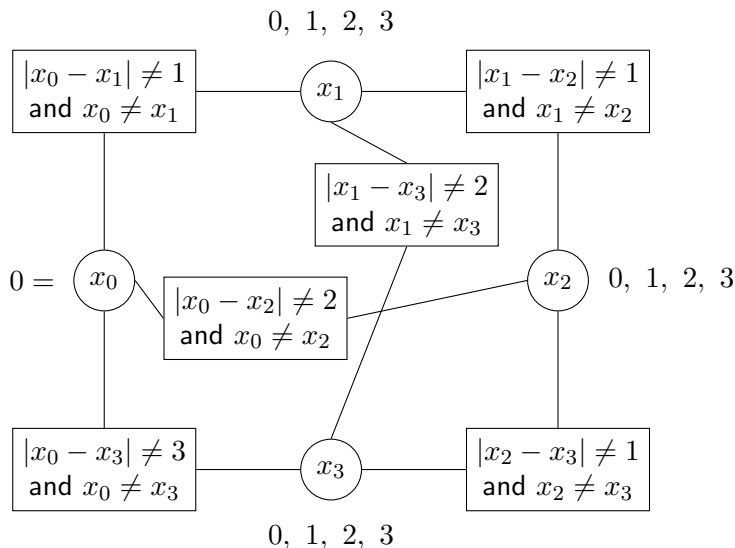 0, 1, 2, 3
|x₀ − x₁| ≠ 1
and x₀ ≠ x₁
x₁
|x₁ − x₂| ≠ 1
and x₁ ≠ x₂
|x₁ − x₃| ≠ 2
and x₁ ≠ x₃
0 = x₀
x₂ 0, 1, 2, 3
|x₀ − x₂| ≠ 2
and x₀ ≠ x₂
|x₀ − x₃| ≠ 3
and x₀ ≠ x₃
x₃
|x₂ − x₃| ≠ 1
and x₂ ≠ x₃
0, 1, 2, 3